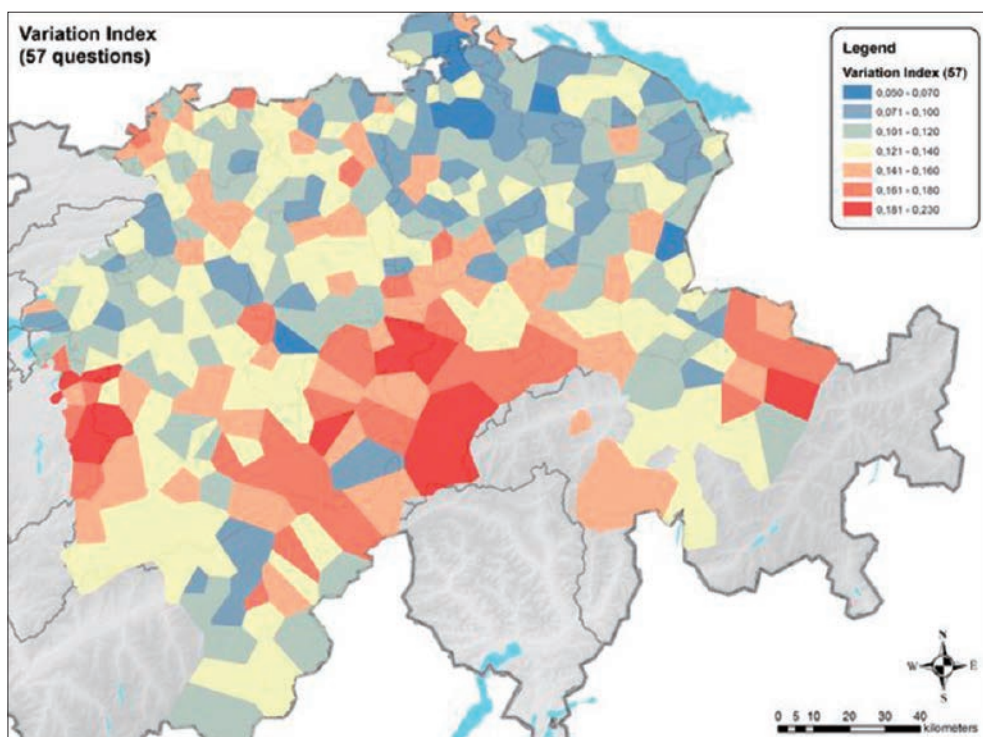 Variation Index
(57 questions)
Legend
Variation Index (57)
0,050 - 0,070
0,071 - 0,100
0,101 - 0,120
0,121 - 0,140
0,141 - 0,160
0,161 - 0,180
0,181 - 0,230
N
W E
S
0 5 10 20 30 40
kilometers